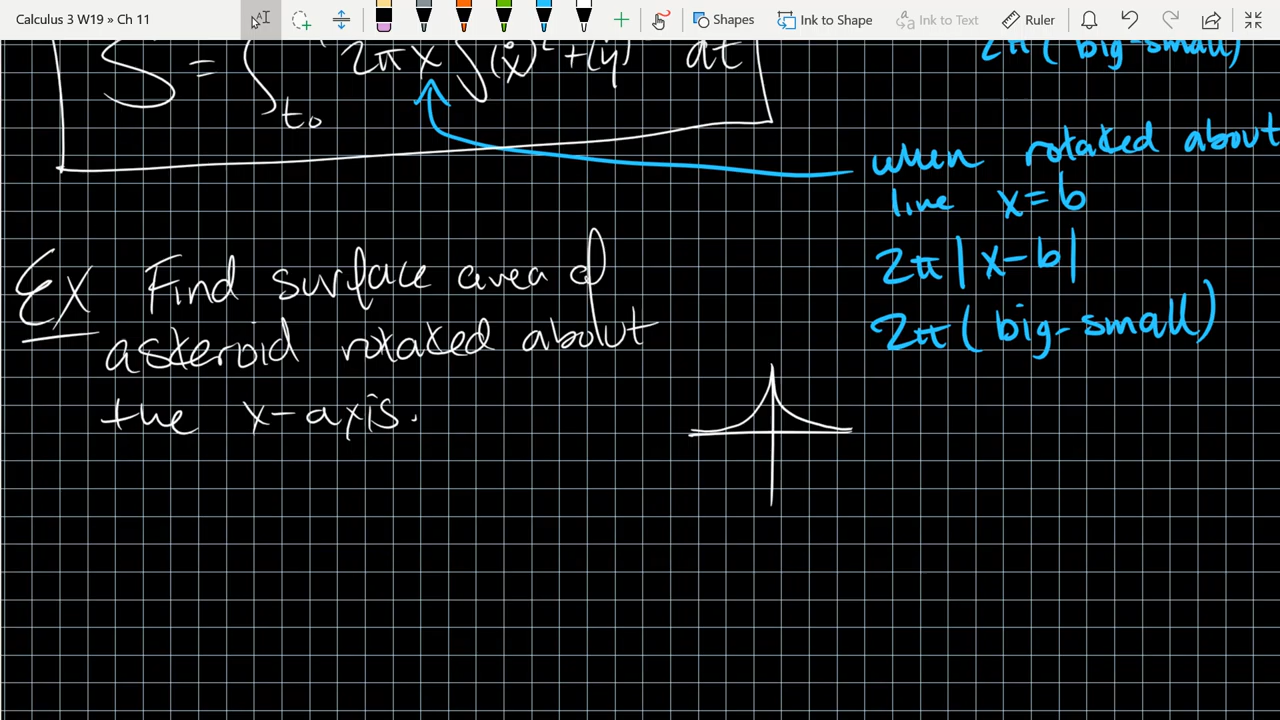 Calculus 3 W19 » Ch 11
Shapes
Ink to Shape
Ink to Text
Ruler
S = ∫ t₀ 2πx √(ẋ)² + (ẏ)² dt
2π( big-small)
when rotated about
line x=b
2π|x-b|
2π( big-small)
EX Find surface area of
asteroid rotated about
the x-axis.